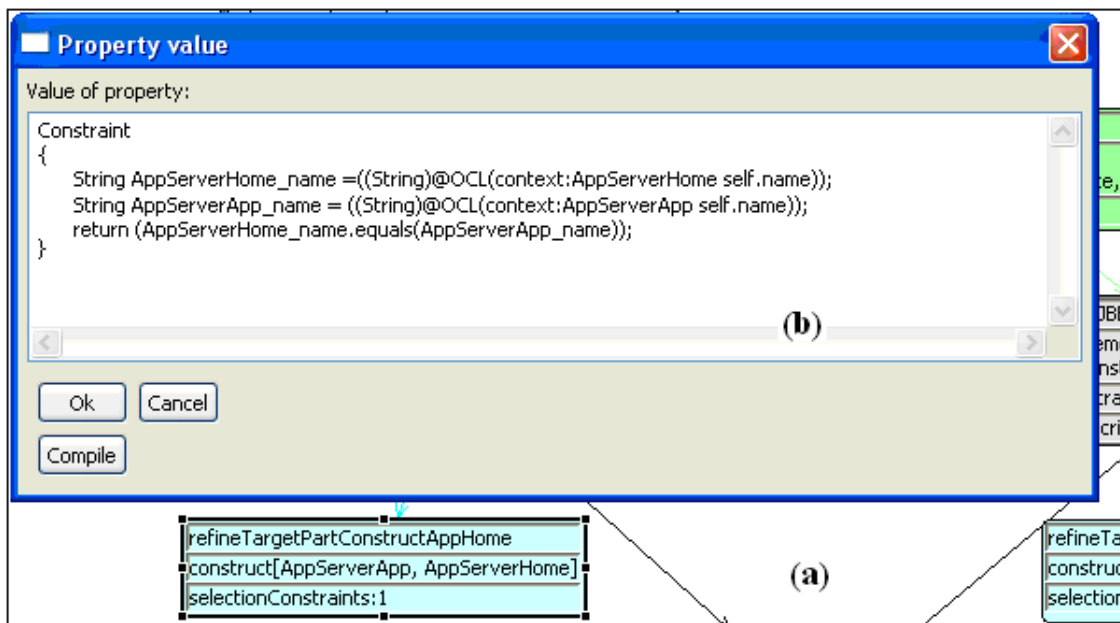 Property value
Value of property:
Constraint
{
String AppServerHome_name =((String)@OCL(context:AppServerHome self.name));
String AppServerApp_name = ((String)@OCL(context:AppServerApp self.name));
return (AppServerHome_name.equals(AppServerApp_name));
}
(b)
Ok
Cancel
Compile
refineTargetPartConstructAppHome
construct[AppServerApp, AppServerHome]
selectionConstraints:1
(a)